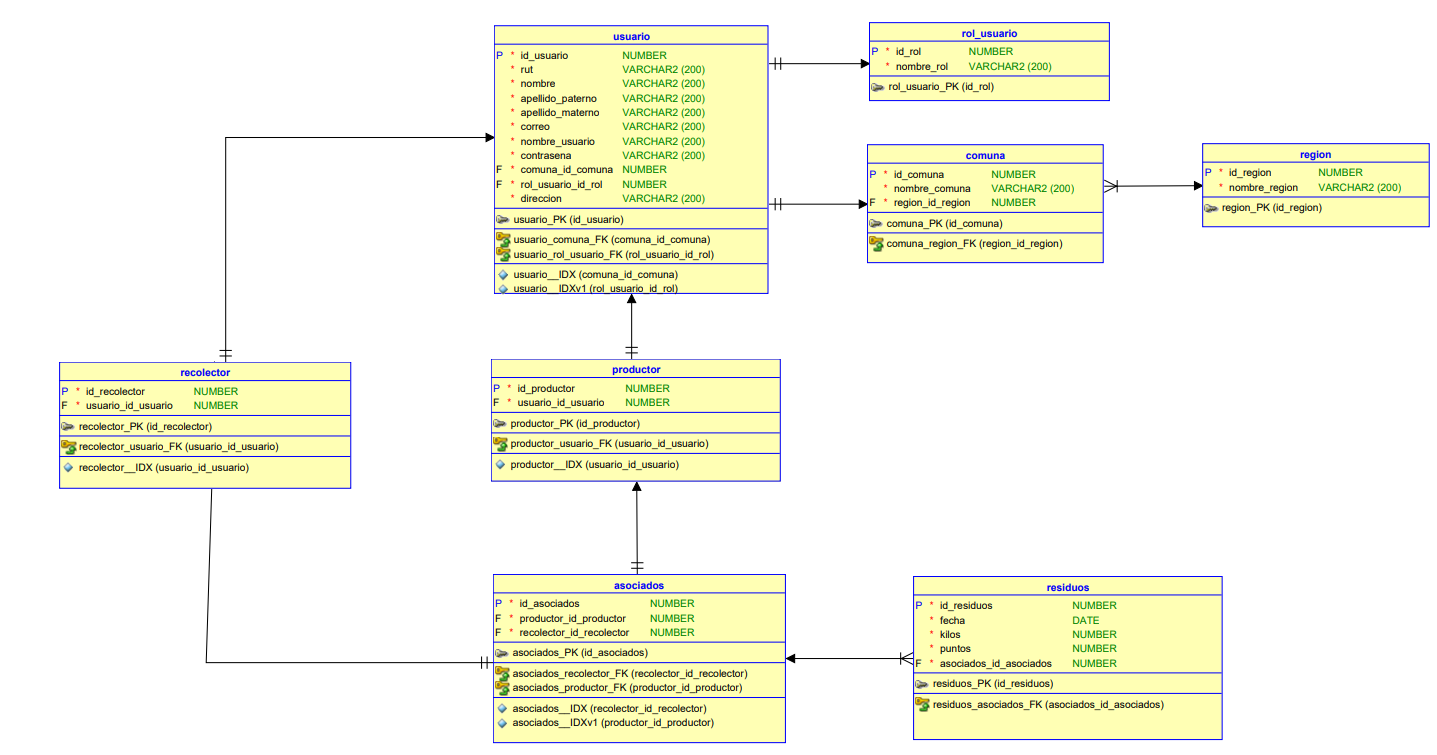 usuario
P * id_usuario NUMBER
* rut VARCHAR2 (200)
* nombre VARCHAR2 (200)
* apellido_paterno VARCHAR2 (200)
* apellido_materno VARCHAR2 (200)
* correo VARCHAR2 (200)
* nombre_usuario VARCHAR2 (200)
* contrasena VARCHAR2 (200)
F * comuna_id_comuna NUMBER
F * rol_usuario_id_rol NUMBER
* direccion VARCHAR2 (200)
usuario_PK (id_usuario)
usuario_comuna_FK (comuna_id_comuna)
usuario_rol_usuario_FK (rol_usuario_id_rol)
usuario__IDX (comuna_id_comuna)
usuario__IDXv1 (rol_usuario_id_rol)
rol_usuario
P * id_rol NUMBER
* nombre_rol VARCHAR2 (200)
rol_usuario_PK (id_rol)
comuna
P * id_comuna NUMBER
* nombre_comuna VARCHAR2 (200)
F * region_id_region NUMBER
comuna_PK (id_comuna)
comuna_region_FK (region_id_region)
region
P * id_region NUMBER
* nombre_region VARCHAR2 (200)
region_PK (id_region)
recolector
P * id_recolector NUMBER
F * usuario_id_usuario NUMBER
recolector_PK (id_recolector)
recolector_usuario_FK (usuario_id_usuario)
recolector__IDX (usuario_id_usuario)
productor
P * id_productor NUMBER
F * usuario_id_usuario NUMBER
productor_PK (id_productor)
productor_usuario_FK (usuario_id_usuario)
productor__IDX (usuario_id_usuario)
asociados
P * id_asociados NUMBER
F * productor_id_productor NUMBER
F * recolector_id_recolector NUMBER
asociados_PK (id_asociados)
asociados_recolector_FK (recolector_id_recolector)
asociados_productor_FK (productor_id_productor)
asociados__IDX (recolector_id_recolector)
asociados__IDXv1 (productor_id_productor)
residuos
P * id_residuos NUMBER
* fecha DATE
* kilos NUMBER
* puntos NUMBER
F * asociados_id_asociados NUMBER
residuos_PK (id_residuos)
residuos_asociados_FK (asociados_id_asociados)